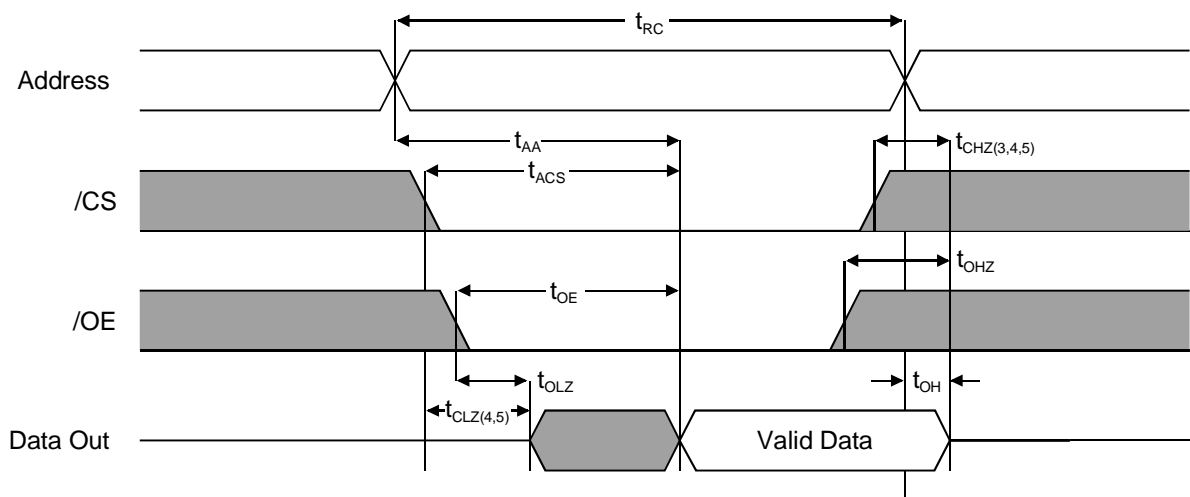 tRC
Address
tAA
tCHZ(3,4,5)
tACS
/CS
tOHZ
tOE
/OE
tOLZ
tOH
tCLZ(4,5)
Data Out
Valid Data